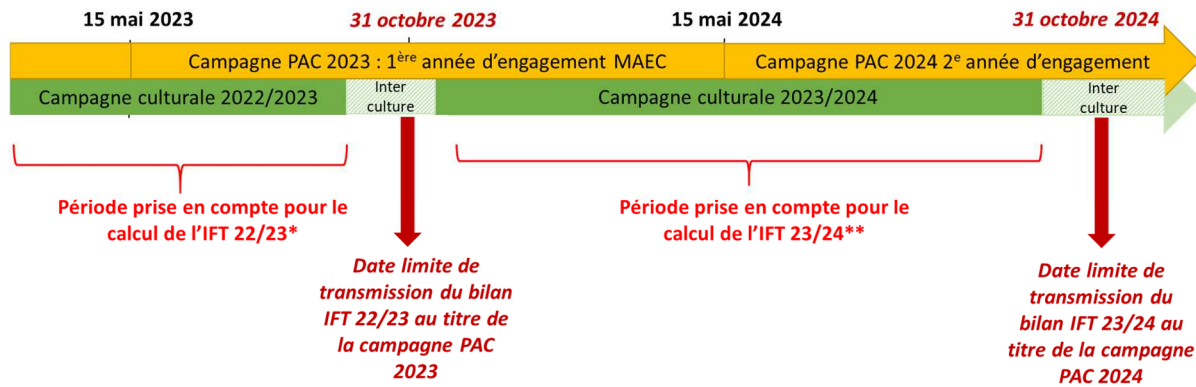 15 mai 2023
31 octobre 2023
15 mai 2024
31 octobre 2024
Campagne PAC 2023 : 1ère année d'engagement MAEC
Campagne PAC 2024 2e année d'engagement
Campagne culturale 2022/2023
Inter
culture
Campagne culturale 2023/2024
Inter
culture
Période prise en compte pour le
calcul de l'IFT 22/23*
Période prise en compte pour le
calcul de l'IFT 23/24**
Date limite de
transmission du bilan
IFT 22/23 au titre de
la campagne PAC
2023
Date limite de
transmission du
bilan IFT 23/24 au
titre de la campagne
PAC 2024